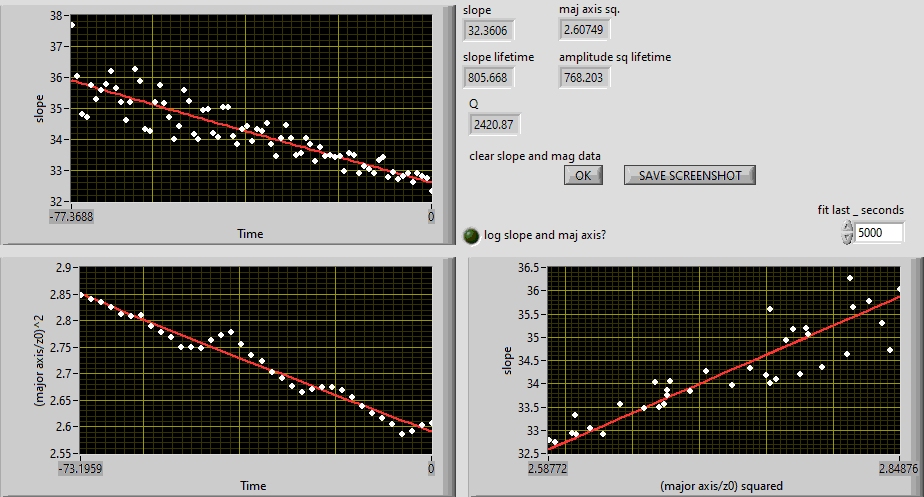 38
37
36
35
34
33
32
slope
-77.3688
0
Time
slope
maj axis sq.
32.3606
2.60749
slope lifetime
amplitude sq lifetime
805.668
768.203
Q
2420.87
clear slope and mag data
OK
SAVE SCREENSHOT
fit last _ seconds
log slope and maj axis?
5000
2.9
2.85
2.8
2.75
2.7
2.65
2.6
2.55
(major axis/z0)^2
-73.1959
0
Time
36.5
36
35.5
35
34.5
34
33.5
33
32.5
slope
2.58772
2.84876
(major axis/z0) squared